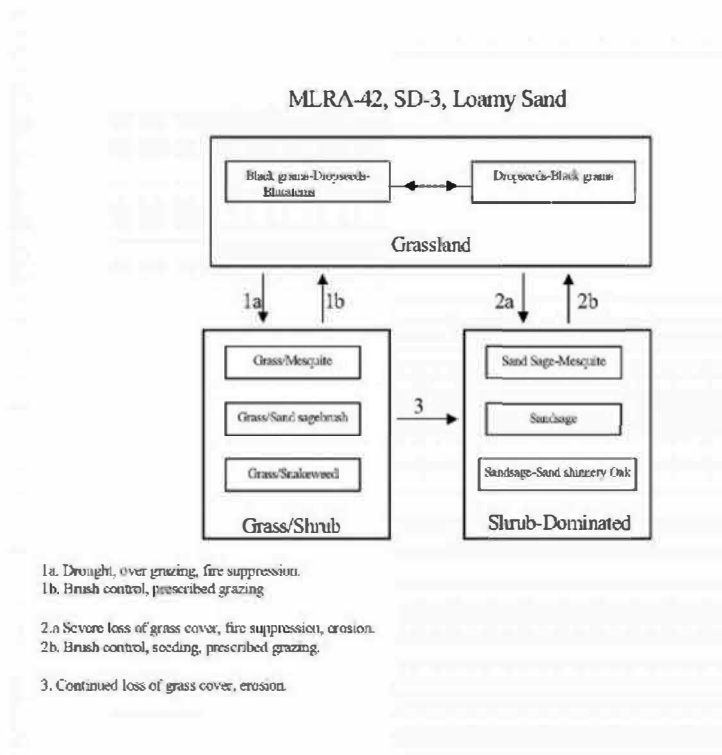 MLRA-42, SD-3, Loamy Sand
Black grama-Dropseeds-
Bluestems
Dropseeds-Black grama
Grassland
1a
1b
2a
2b
Grass/Mesquite
Grass/Sand sagebrush
Grass/Snakeweed
Grass/Shrub
3
Sand Sage-Mesquite
Sandsage
Sandsage-Sand shinnery Oak
Shrub-Dominated
1a. Drought, over grazing, fire suppression.
1b. Brush control, prescribed grazing
2.a Severe loss of grass cover, fire suppression, erosion.
2b. Brush control, seeding, prescribed grazing.
3. Continued loss of grass cover, erosion.